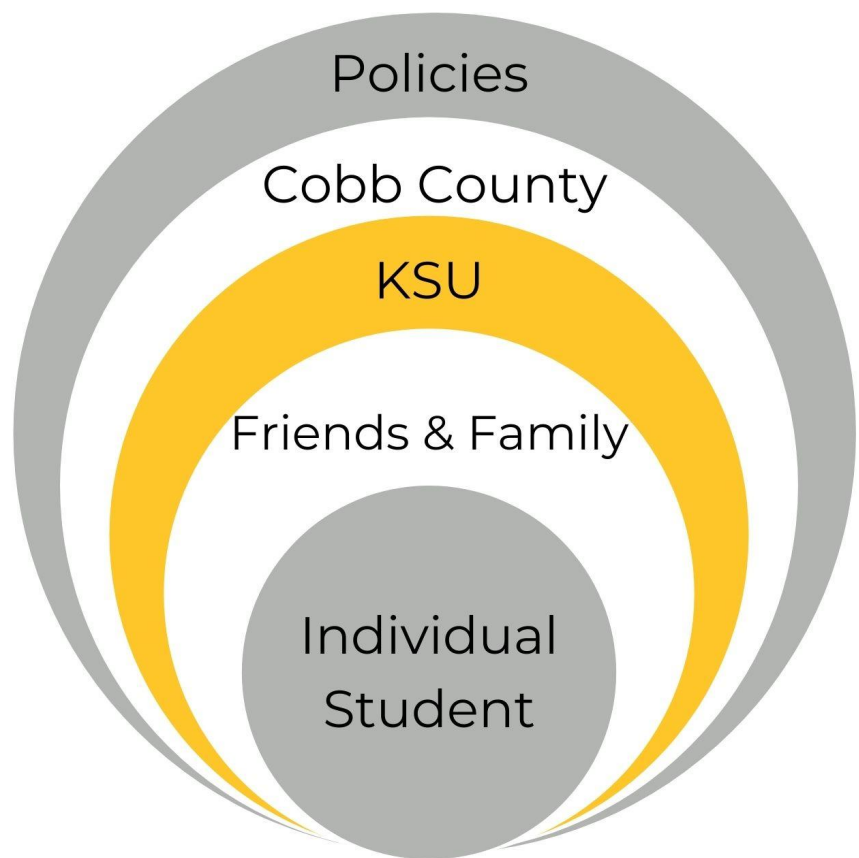 Policies
Cobb County
KSU
Friends & Family
Individual
Student